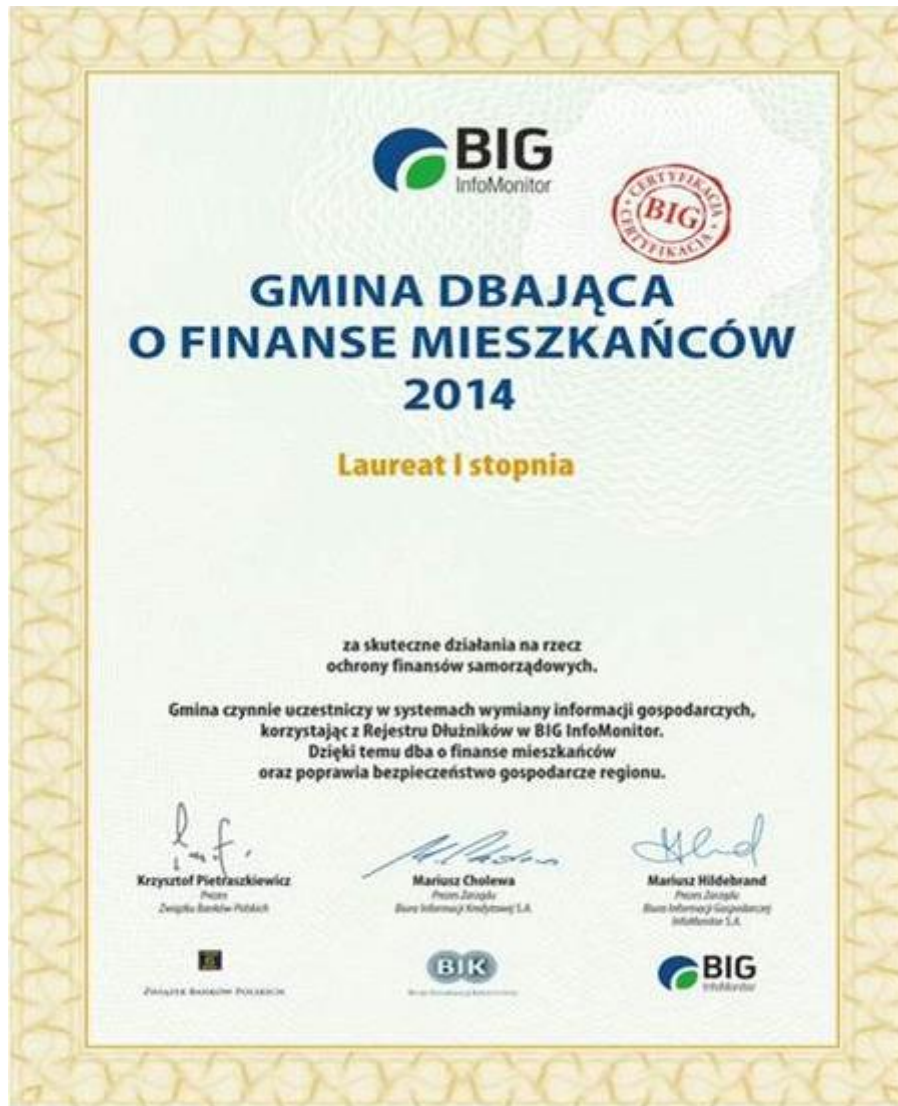 BIG
InfoMonitor
CERTYFIKACJA
BIG
CERTYFIKACJA
GMINA DBAJĄCA
O FINANSE MIESZKAŃCÓW
2014
Laureat I stopnia
za skuteczne działania na rzecz
ochrony finansów samorządowych.
Gmina czynnie uczestniczy w systemach wymiany informacji gospodarczych,
korzystając z Rejestru Dłużników w BIG InfoMonitor.
Dzięki temu dba o finanse mieszkańców
oraz poprawia bezpieczeństwo gospodarcze regionu.
Krzysztof Pietraszkiewicz
Prezes
Związku Banków Polskich
Mariusz Cholewa
Prezes Zarządu
Biura Informacji Kredytowej S.A.
Mariusz Hildebrand
Prezes Zarządu
Biura Informacji Gospodarczej
InfoMonitor S.A.
ZWIĄZEK BANKÓW POLSKICH
BIK
BIG
InfoMonitor